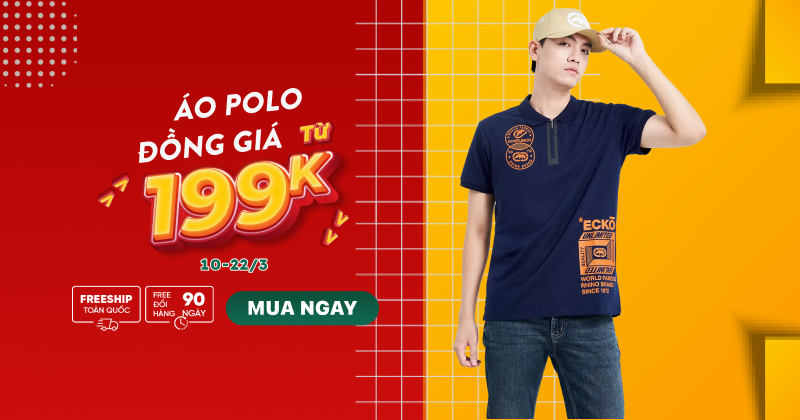 ÁO POLO
ĐỒNG GIÁ TỪ
199K
10-22/3
FREESHIP
TOÀN QUỐC
FREE
ĐỔI
HÀNG
90
NGÀY
MUA NGAY
*ECKŌ
UNLIMITED
WORLD FAMOUS
RHINO BRAND
SINCE 1972